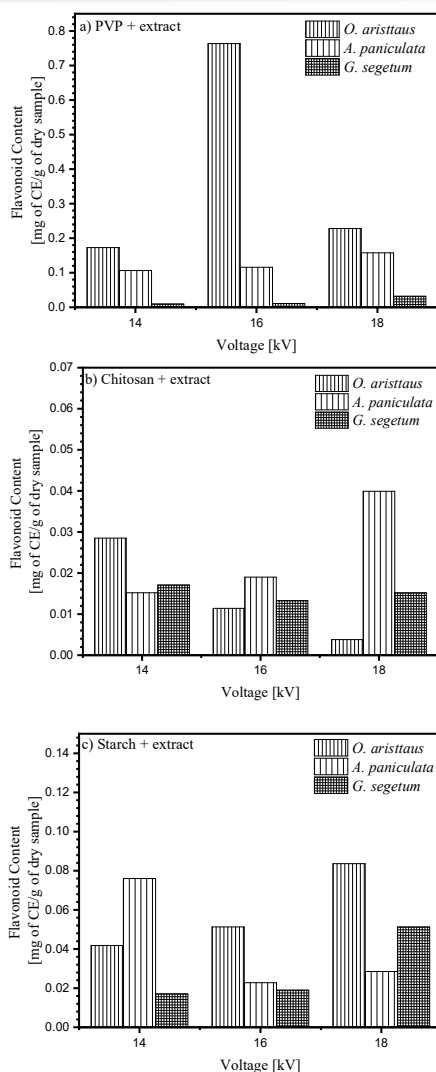 a) PVP + extract
O. aristtaus
A. paniculata
G. segetum
Flavonoid Content
[mg of CE/g of dry sample]
0.8
0.7
0.6
0.5
0.4
0.3
0.2
0.1
0.0
14
16
18
Voltage [kV]
b) Chitosan + extract
O. aristtaus
A. paniculata
G. segetum
Flavonoid Content
[mg of CE/g of dry sample]
0.07
0.06
0.05
0.04
0.03
0.02
0.01
0.00
14
16
18
Voltage [kV]
c) Starch + extract
O. aristtaus
A. paniculata
G. segetum
Flavonoid Content
[mg of CE/g of dry sample]
0.14
0.12
0.10
0.08
0.06
0.04
0.02
0.00
14
16
18
Voltage [kV]